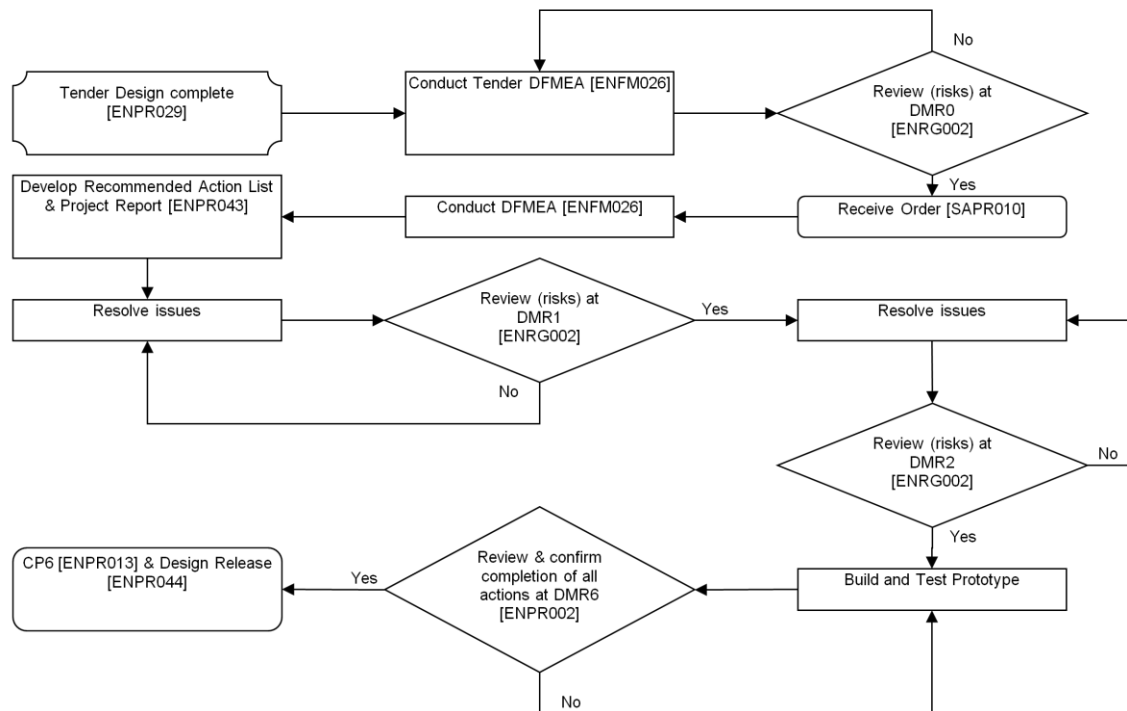 No
Tender Design complete
[ENPR029]
Conduct Tender DFMEA [ENFM026]
Review (risks) at
DMR0
[ENRG002]
Yes
Develop Recommended Action List
& Project Report [ENPR043]
Conduct DFMEA [ENFM026]
Receive Order [SAPR010]
Resolve issues
Review (risks) at
DMR1
[ENRG002]
Yes
No
Resolve issues
Review (risks) at
DMR2
[ENRG002]
No
Yes
CP6 [ENPR013] & Design Release
[ENPR044]
Yes
Review & confirm
completion of all
actions at DMR6
[ENPR002]
No
Build and Test Prototype